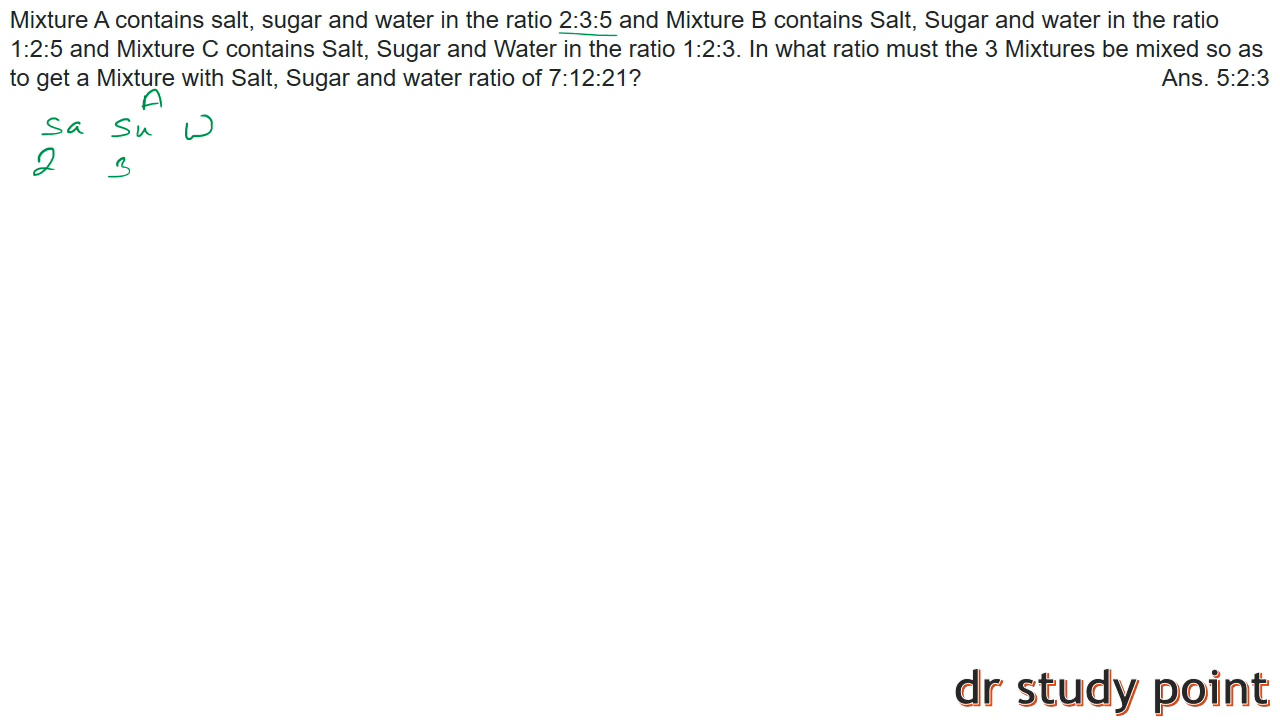 Mixture A contains salt, sugar and water in the ratio 2:3:5 and Mixture B contains Salt, Sugar and water in the ratio
1:2:5 and Mixture C contains Salt, Sugar and Water in the ratio 1:2:3. In what ratio must the 3 Mixtures be mixed so as
to get a Mixture with Salt, Sugar and water ratio of 7:12:21? Ans. 5:2:3
A
Sa Su W
2 3
dr study point